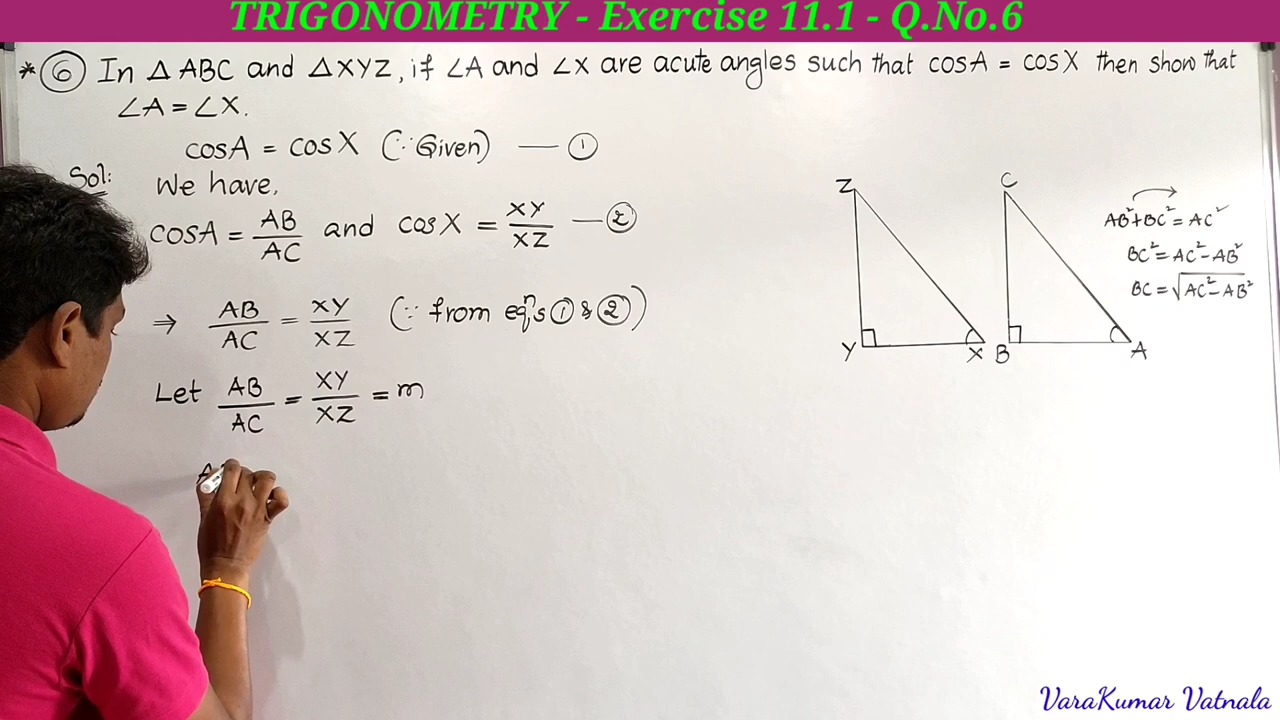 TRIGONOMETRY - Exercise 11.1 - Q.No.6
* ⑥ In Δ ABC and ΔXYZ, if ∠A and ∠X are acute angles such that cosA = cosX then show that
∠A = ∠X.
cosA = cosX (∵ Given) — ①
Sol: We have,
cosA = AB/AC and cosX = XY/XZ — ②
⇒ AB/AC = XY/XZ (∵ from eqⁿs ① & ②)
Let AB/AC = XY/XZ = m
Z
Y
X
C
B
A
AB²+BC² = AC²
BC² = AC² - AB²
BC = √AC² - AB²
VaraKumar Vatnala